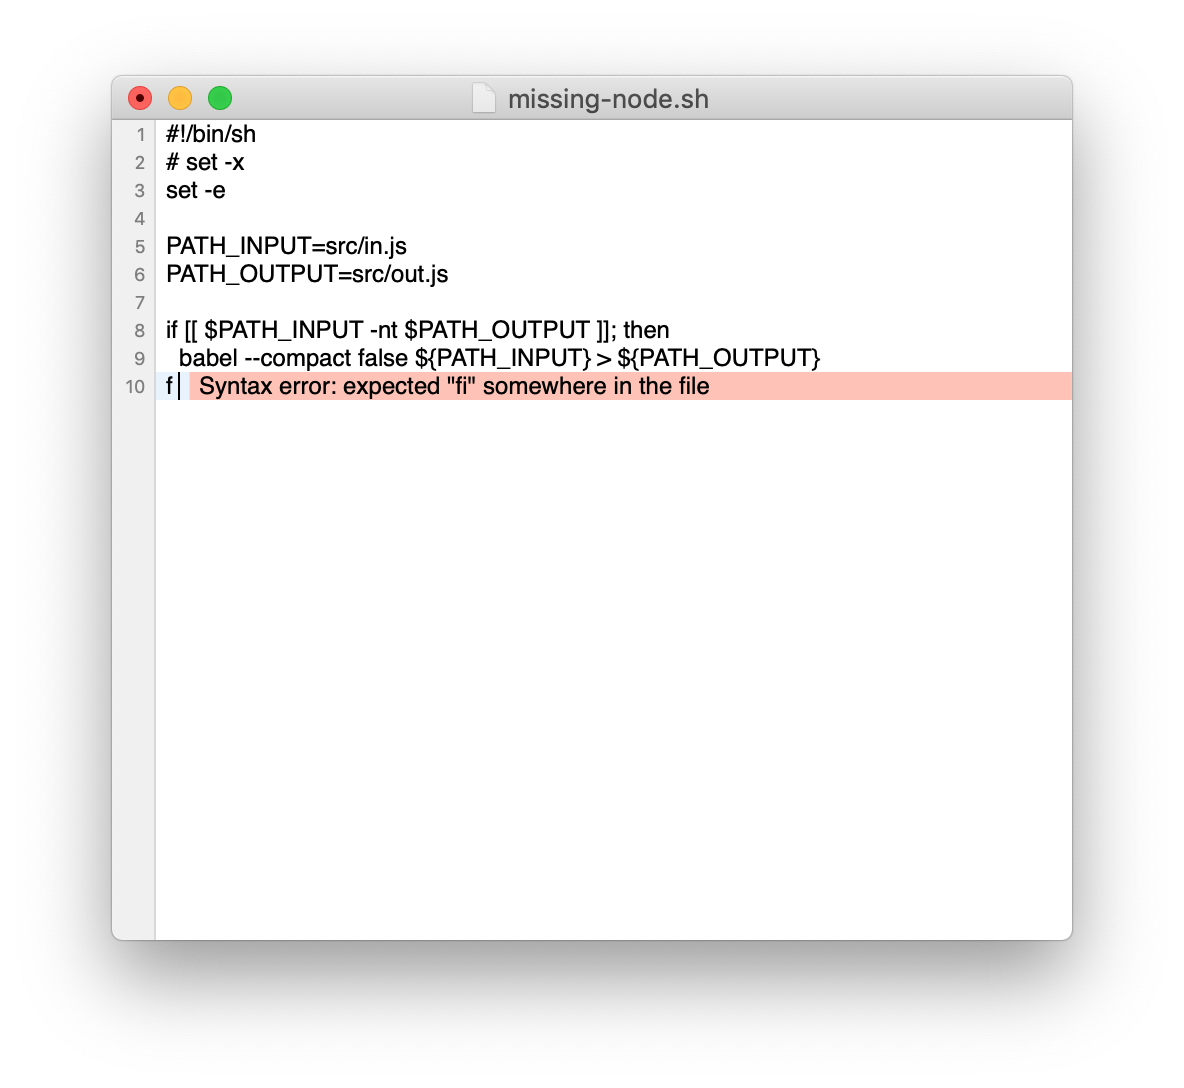 missing-node.sh
1 #!/bin/sh
2 # set -x
3 set -e
4
5 PATH_INPUT=src/in.js
6 PATH_OUTPUT=src/out.js
7
8 if [[ $PATH_INPUT -nt $PATH_OUTPUT ]]; then
9   babel --compact false ${PATH_INPUT} > ${PATH_OUTPUT}
10 f Syntax error: expected "fi" somewhere in the file